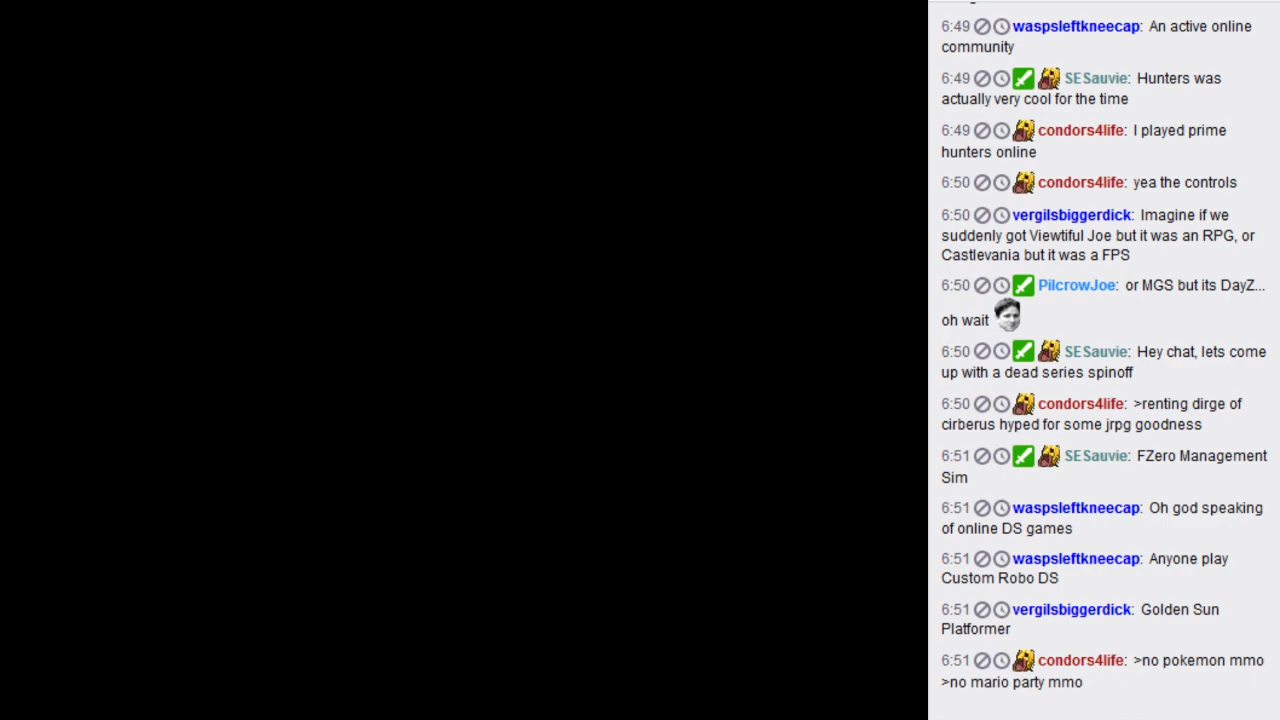 6:49 waspsleftkneecap: An active online
community
6:49 SESauvie: Hunters was
actually very cool for the time
6:49 condors4life: I played prime
hunters online
6:50 condors4life: yea the controls
6:50 vergilsbiggerdick: Imagine if we
suddenly got Viewtiful Joe but it was an RPG, or
Castlevania but it was a FPS
6:50 PilcrowJoe: or MGS but its DayZ...
oh wait
6:50 SESauvie: Hey chat, lets come
up with a dead series spinoff
6:50 condors4life: >renting dirge of
cirberus hyped for some jrpg goodness
6:51 SESauvie: FZero Management
Sim
6:51 waspsleftkneecap: Oh god speaking
of online DS games
6:51 waspsleftkneecap: Anyone play
Custom Robo DS
6:51 vergilsbiggerdick: Golden Sun
Platformer
6:51 condors4life: >no pokemon mmo
>no mario party mmo